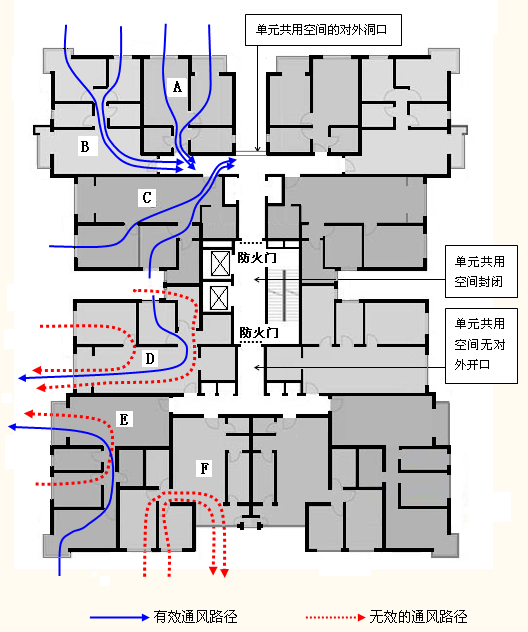 单元共用空间的对外洞口
A
B
C
防火门
单元共用
空间封闭
防火门
单元共用
空间无对
外开口
D
E
F
有效通风路径
无效的通风路径